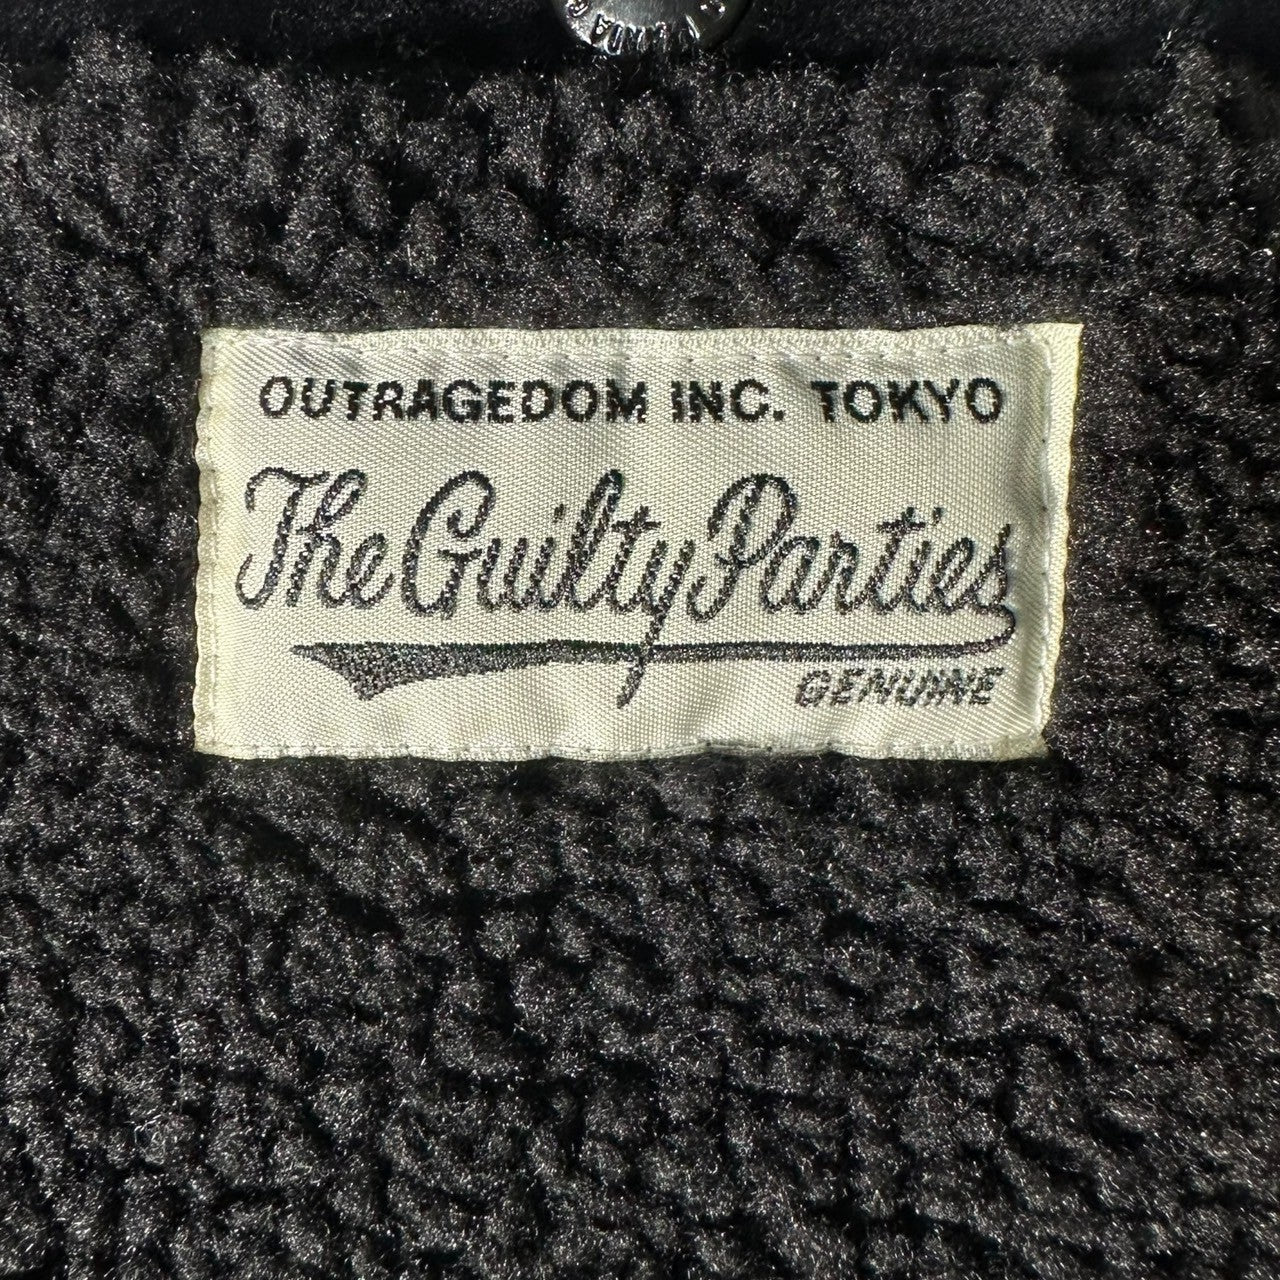 OUTRAGEDOM INC. TOKYO
The Guilty Parties
GENUINE